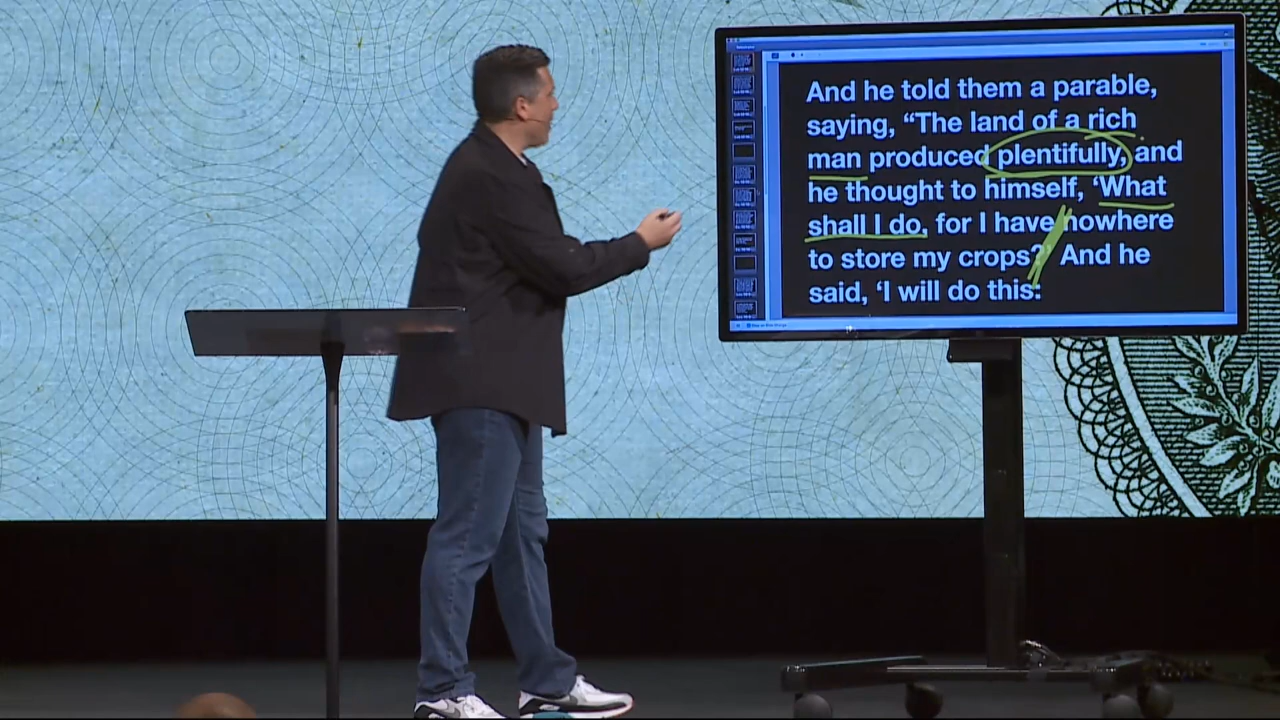 And he told them a parable,
saying, “The land of a rich
man produced plentifully, and
he thought to himself, ‘What
shall I do, for I have nowhere
to store my crops?’ And he
said, ‘I will do this: